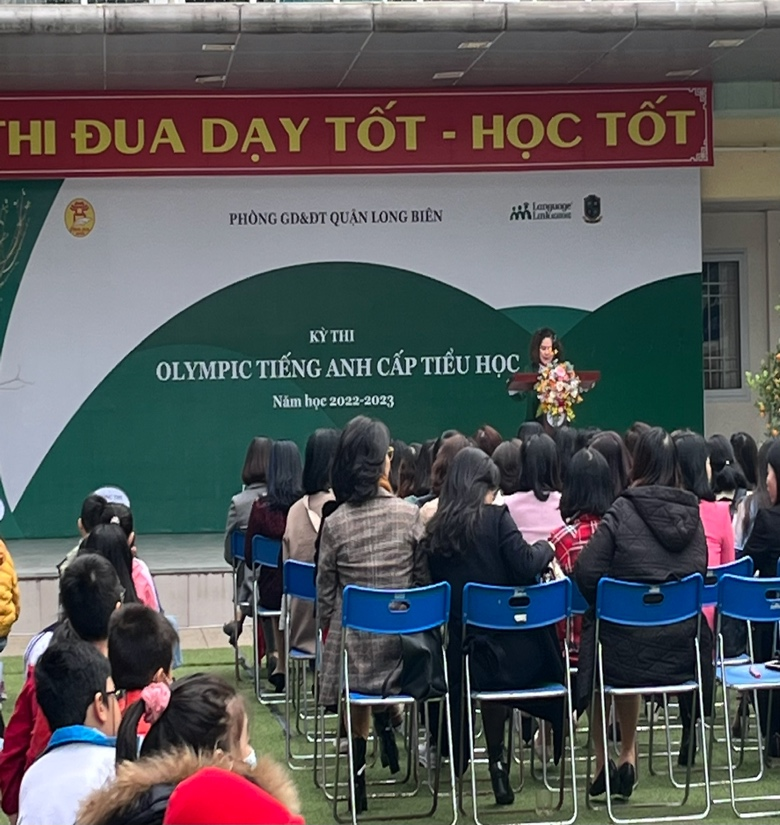 THI ĐUA DẠY TỐT - HỌC TỐT
PHÒNG GD&ĐT QUẬN LONG BIÊN
Language
Link
KỲ THI
OLYMPIC TIẾNG ANH CẤP TIỂU HỌC
Năm học 2022-2023